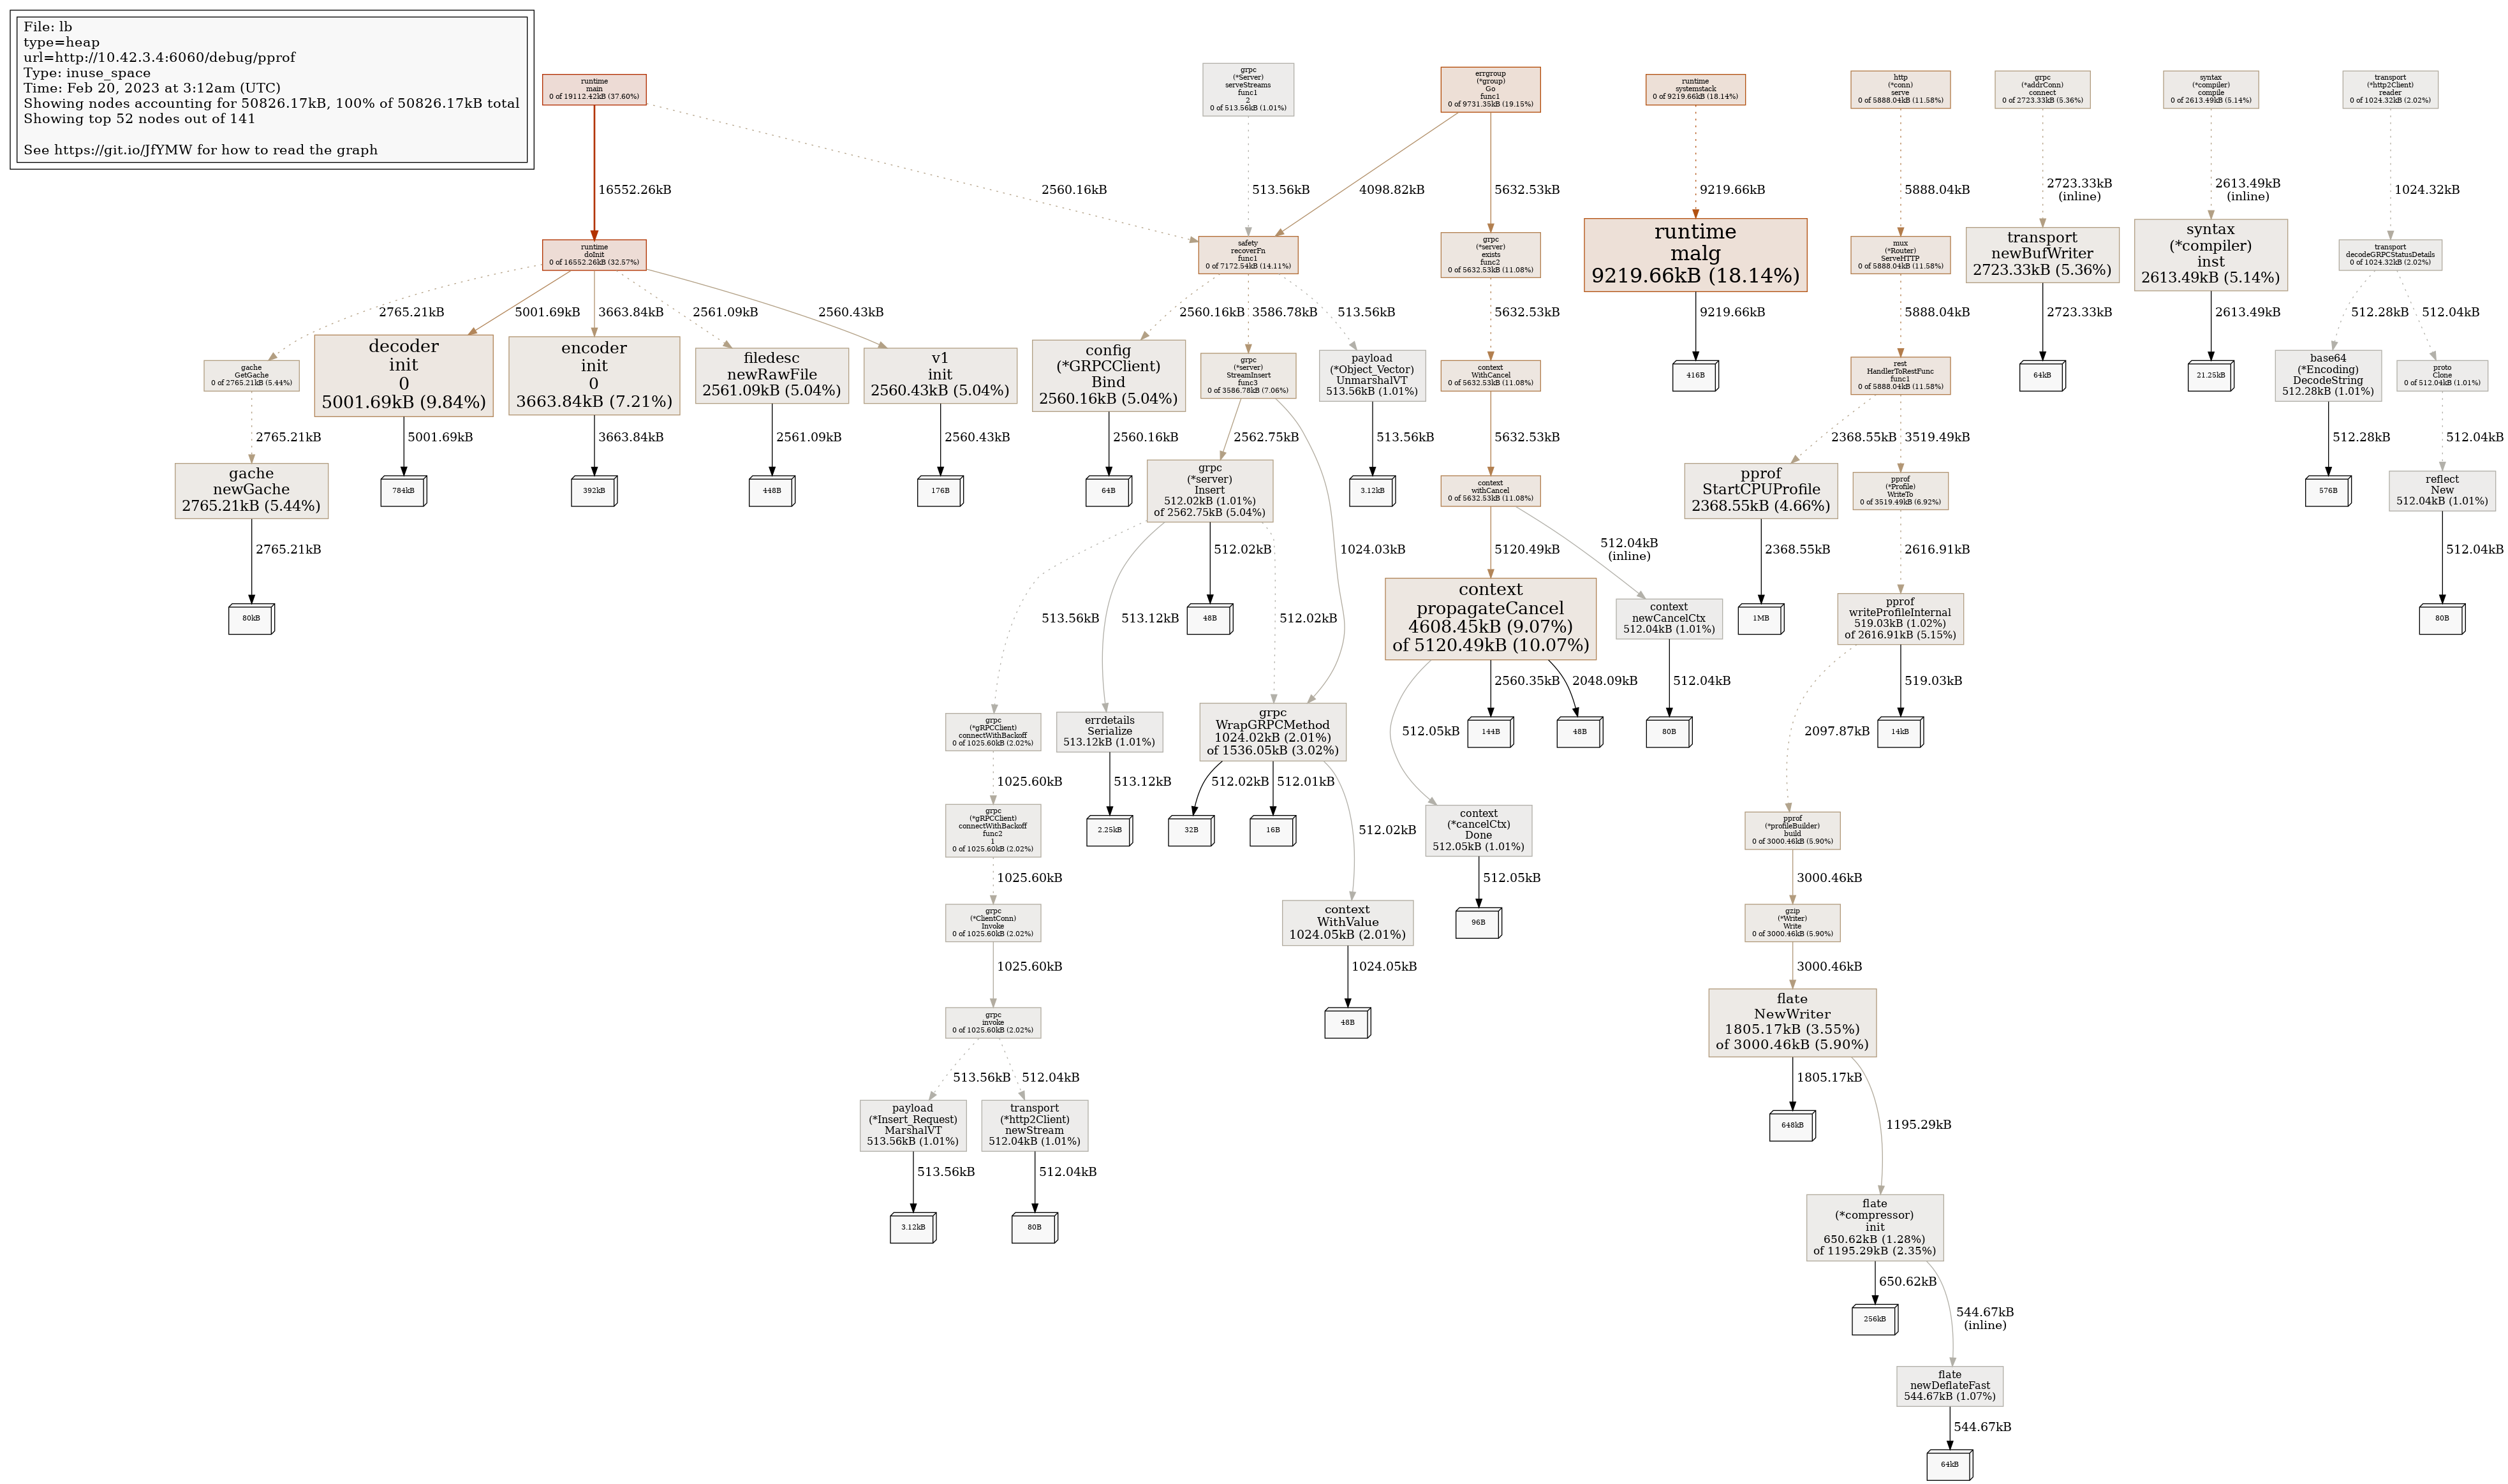 File: lb
type=heap
url=http://10.42.3.4:6060/debug/pprof
Type: inuse_space
Time: Feb 20, 2023 at 3:12am (UTC)
Showing nodes accounting for 50826.17kB, 100% of 50826.17kB total
Showing top 52 nodes out of 141
See https://git.io/JfYMW for how to read the graph
runtime
main
0 of 19112.42kB (37.60%)
grpc
(*Server)
serveStreams
func1
2
0 of 513.56kB (1.01%)
errgroup
(*group)
Go
func1
0 of 9731.35kB (19.15%)
runtime
systemstack
0 of 9219.66kB (18.14%)
http
(*conn)
serve
0 of 5888.04kB (11.58%)
grpc
(*addrConn)
connect
0 of 2723.33kB (5.36%)
syntax
(*compiler)
compile
0 of 2613.49kB (5.14%)
transport
(*http2Client)
reader
0 of 1024.32kB (2.02%)
16552.26kB
2560.16kB
513.56kB
4098.82kB
5632.53kB
9219.66kB
5888.04kB
2723.33kB
(inline)
2613.49kB
(inline)
1024.32kB
runtime
doInit
0 of 16552.26kB (32.57%)
safety
recoverFn
func1
0 of 7172.54kB (14.11%)
grpc
(*server)
exists
func2
0 of 5632.53kB (11.08%)
runtime
malg
9219.66kB (18.14%)
mux
(*Router)
ServeHTTP
0 of 5888.04kB (11.58%)
transport
newBufWriter
2723.33kB (5.36%)
syntax
(*compiler)
inst
2613.49kB (5.14%)
transport
decodeGRPCStatusDetails
0 of 1024.32kB (2.02%)
2765.21kB
5001.69kB
3663.84kB
2561.09kB
2560.43kB
2560.16kB
3586.78kB
513.56kB
5632.53kB
9219.66kB
5888.04kB
2723.33kB
2613.49kB
512.28kB
512.04kB
gache
GetGache
0 of 2765.21kB (5.44%)
decoder
init
0
5001.69kB (9.84%)
encoder
init
0
3663.84kB (7.21%)
filedesc
newRawFile
2561.09kB (5.04%)
v1
init
2560.43kB (5.04%)
config
(*GRPCClient)
Bind
2560.16kB (5.04%)
grpc
(*server)
StreamInsert
func3
0 of 3586.78kB (7.06%)
payload
(*Object_Vector)
UnmarshalVT
513.56kB (1.01%)
context
WithCancel
0 of 5632.53kB (11.08%)
416B
rest
HandlerToRestFunc
func1
0 of 5888.04kB (11.58%)
64kB
21.25kB
base64
(*Encoding)
DecodeString
512.28kB (1.01%)
proto
Clone
0 of 512.04kB (1.01%)
2765.21kB
5001.69kB
3663.84kB
2561.09kB
2560.43kB
2560.16kB
2562.75kB
513.56kB
5632.53kB
2368.55kB
3519.49kB
512.28kB
512.04kB
gache
newGache
2765.21kB (5.44%)
784kB
392kB
448B
176B
64B
grpc
(*server)
Insert
512.02kB (1.01%)
of 2562.75kB (5.04%)
3.12kB
context
withCancel
0 of 5632.53kB (11.08%)
pprof
StartCPUProfile
2368.55kB (4.66%)
pprof
(*Profile)
WriteTo
0 of 3519.49kB (6.92%)
576B
reflect
New
512.04kB (1.01%)
2765.21kB
512.02kB
1024.03kB
5120.49kB
512.04kB
(inline)
2368.55kB
2616.91kB
512.04kB
80kB
513.56kB
513.12kB
48B
512.02kB
context
propagateCancel
4608.45kB (9.07%)
of 5120.49kB (10.07%)
context
newCancelCtx
512.04kB (1.01%)
1MB
pprof
writeProfileInternal
519.03kB (1.02%)
of 2616.91kB (5.15%)
80B
2560.35kB
2048.09kB
512.04kB
519.03kB
grpc
(*gRPCClient)
connectWithBackoff
0 of 1025.60kB (2.02%)
errdetails
Serialize
513.12kB (1.01%)
grpc
WrapGRPCMethod
1024.02kB (2.01%)
of 1536.05kB (3.02%)
512.05kB
144B
48B
80B
2097.87kB
14kB
1025.60kB
513.12kB
512.02kB
512.01kB
grpc
(*gRPCClient)
connectWithBackoff
func2
1
0 of 1025.60kB (2.02%)
2.25kB
32B
16B
512.02kB
context
(*cancelCtx)
Done
512.05kB (1.01%)
pprof
(*profileBuilder)
build
0 of 3000.46kB (5.90%)
1025.60kB
512.05kB
3000.46kB
grpc
(*ClientConn)
Invoke
0 of 1025.60kB (2.02%)
context
WithValue
1024.05kB (2.01%)
96B
gzip
(*Writer)
Write
0 of 3000.46kB (5.90%)
1025.60kB
1024.05kB
3000.46kB
grpc
invoke
0 of 1025.60kB (2.02%)
48B
flate
NewWriter
1805.17kB (3.55%)
of 3000.46kB (5.90%)
513.56kB
512.04kB
1805.17kB
payload
(*Insert_Request)
MarshalVT
513.56kB (1.01%)
transport
(*http2Client)
newStream
512.04kB (1.01%)
648kB
1195.29kB
513.56kB
512.04kB
3.12kB
80B
flate
(*compressor)
init
650.62kB (1.28%)
of 1195.29kB (2.35%)
650.62kB
256kB
544.67kB
(inline)
flate
newDeflateFast
544.67kB (1.07%)
544.67kB
64kB